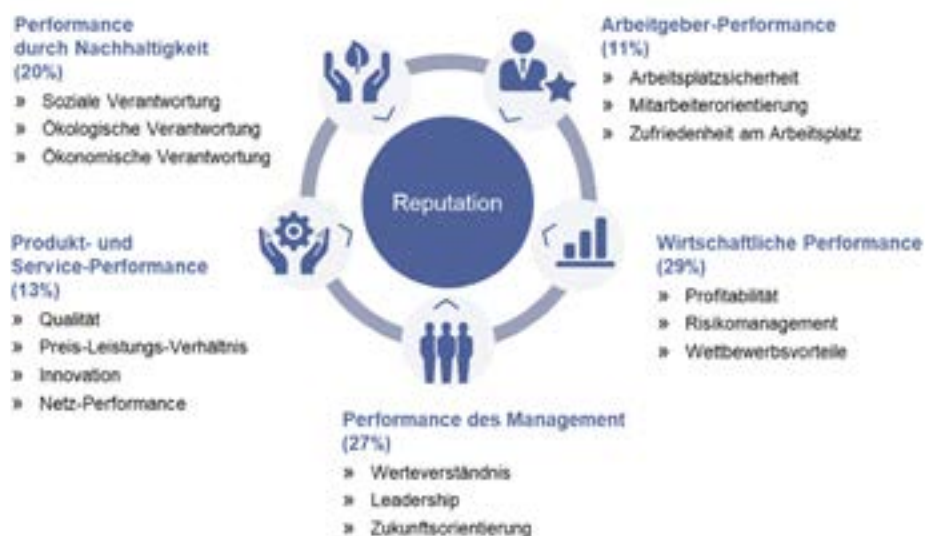 Performance
durch Nachhaltigkeit
(20%)
» Soziale Verantwortung
» Ökologische Verantwortung
» Ökonomische Verantwortung
Arbeitgeber-Performance
(11%)
» Arbeitsplatzsicherheit
» Mitarbeiterorientierung
» Zufriedenheit am Arbeitsplatz
Reputation
Produkt- und
Service-Performance
(13%)
» Qualität
» Preis-Leistungs-Verhältnis
» Innovation
» Netz-Performance
Wirtschaftliche Performance
(29%)
» Profitabilität
» Risikomanagement
» Wettbewerbsvorteile
Performance des Management
(27%)
» Werteverständnis
» Leadership
» Zukunftsorientierung